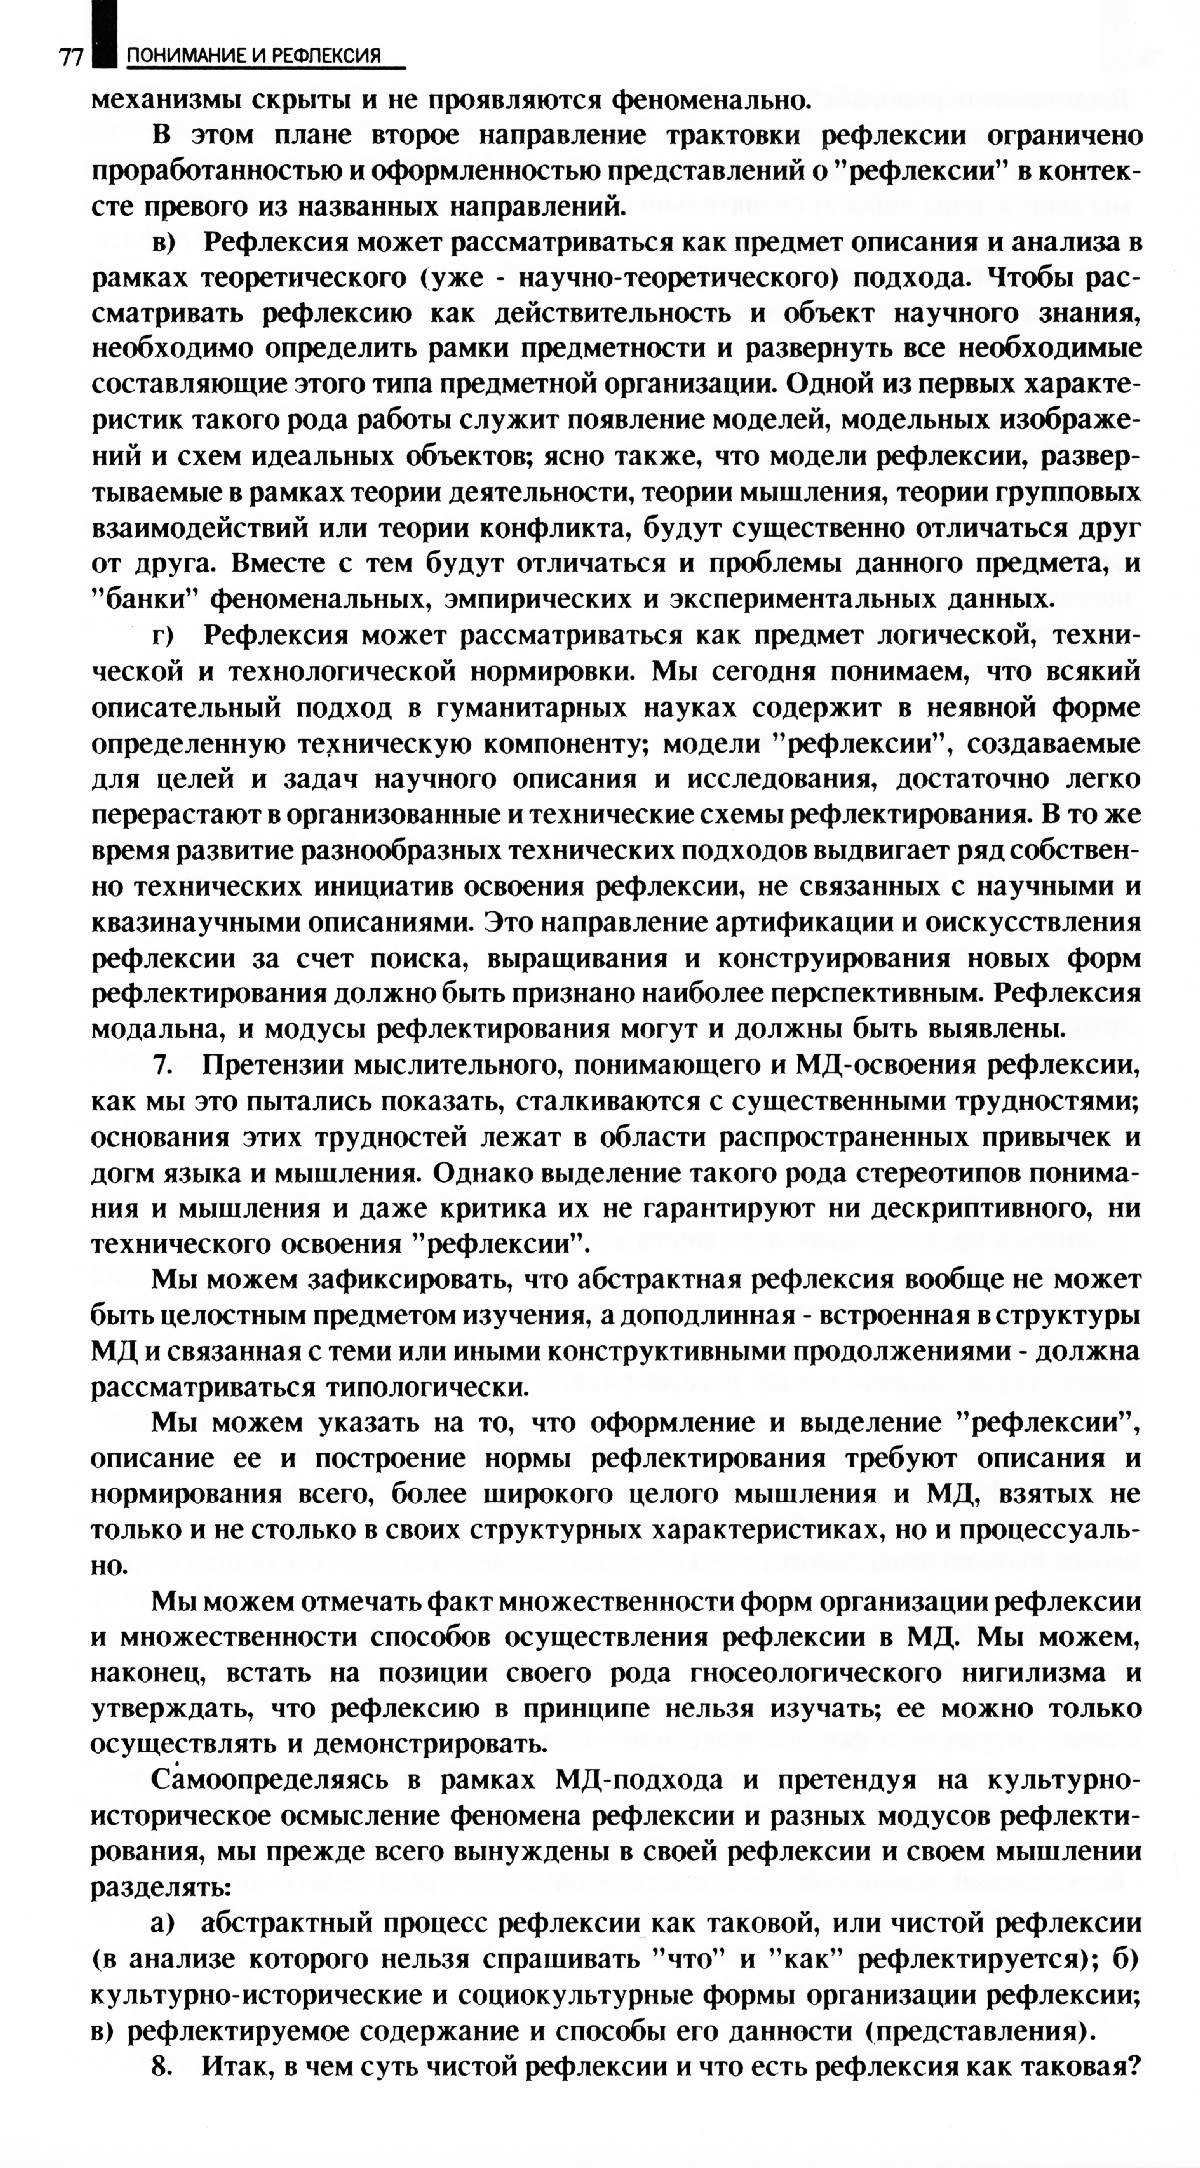 77 ПОНИМАНИЕ И РЕФЛЕКСИЯ
механизмы скрыты и не проявляются феноменально.
В этом плане второе направление трактовки рефлексии ограничено
проработанностью и оформленностью представлений о "рефлексии" в контек-
сте превого из названных направлений.
в) Рефлексия может рассматриваться как предмет описания и анализа в
рамках теоретического (уже - научно-теоретического) подхода. Чтобы рас-
сматривать рефлексию как действительность и объект научного знания,
необходимо определить рамки предметности и развернуть все необходимые
составляющие этого типа предметной организации. Одной из первых характе-
ристик такого рода работы служит появление моделей, модельных изображе-
ний и схем идеальных объектов; ясно также, что модели рефлексии, развер-
тываемые в рамках теории деятельности, теории мышления, теории групповых
взаимодействий или теории конфликта, будут существенно отличаться друг
от друга. Вместе с тем будут отличаться и проблемы данного предмета, и
"банки" феноменальных, эмпирических и экспериментальных данных.
г) Рефлексия может рассматриваться как предмет логической, техни-
ческой и технологической нормировки. Мы сегодня понимаем, что всякий
описательный подход в гуманитарных науках содержит в неявной форме
определенную техническую компоненту; модели "рефлексии", создаваемые
для целей и задач научного описания и исследования, достаточно легко
перерастают в организованные и технические схемы рефлектирования. В то же
время развитие разнообразных технических подходов выдвигает ряд собствен-
но технических инициатив освоения рефлексии, не связанных с научными и
квазинаучными описаниями. Это направление артификации и оискусствления
рефлексии за счет поиска, выращивания и конструирования новых форм
рефлектирования должно быть признано наиболее перспективным. Рефлексия
модальна, и модусы рефлектирования могут и должны быть выявлены.
7. Претензии мыслительного, понимающего и МД-освоения рефлексии,
как мы это пытались показать, сталкиваются с существенными трудностями;
основания этих трудностей лежат в области распространенных привычек и
догм языка и мышления. Однако выделение такого рода стереотипов понима-
ния и мышления и даже критика их не гарантируют ни дескриптивного, ни
технического освоения "рефлексии".
Мы можем зафиксировать, что абстрактная рефлексия вообще не может
быть целостным предметом изучения, а доподлинная - встроенная в структуры
МД и связанная с теми или иными конструктивными продолжениями - должна
рассматриваться типологически.
Мы можем указать на то, что оформление и выделение "рефлексии",
описание ее и построение нормы рефлектирования требуют описания и
нормирования всего, более широкого целого мышления и МД, взятых не
только и не столько в своих структурных характеристиках, но и процессуаль-
но.
Мы можем отмечать факт множественности форм организации рефлексии
и множественности способов осуществления рефлексии в МД. Мы можем,
наконец, встать на позиции своего рода гносеологического нигилизма и
утверждать, что рефлексию в принципе нельзя изучать; ее можно только
осуществлять и демонстрировать.
Самоопределяясь в рамках МД-подхода и претендуя на культурно-
историческое осмысление феномена рефлексии и разных модусов рефлекти-
рования, мы прежде всего вынуждены в своей рефлексии и своем мышлении
разделять:
а) абстрактный процесс рефлексии как таковой, или чистой рефлексии
(в анализе которого нельзя спрашивать "что" и "как" рефлектируется); б)
культурно-исторические и социокультурные формы организации рефлексии;
в) рефлектируемое содержание и способы его данности (представления).
8. Итак, в чем суть чистой рефлексии и что есть рефлексия как таковая?